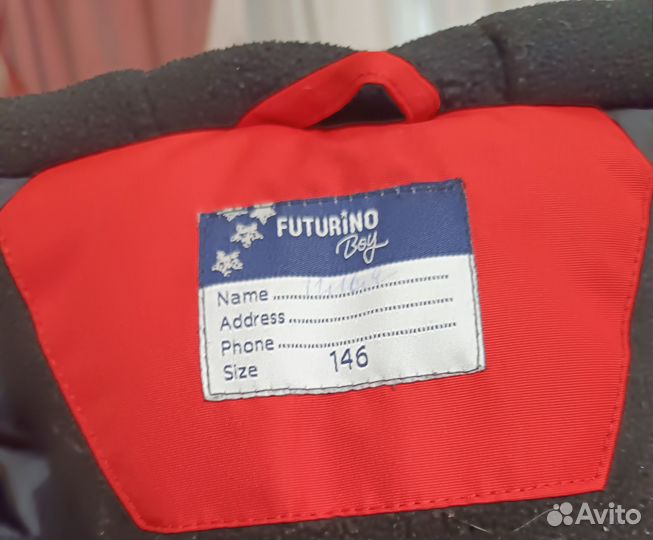 FUTURINO
Boy
Name
Address
Phone
Size 146
Avito